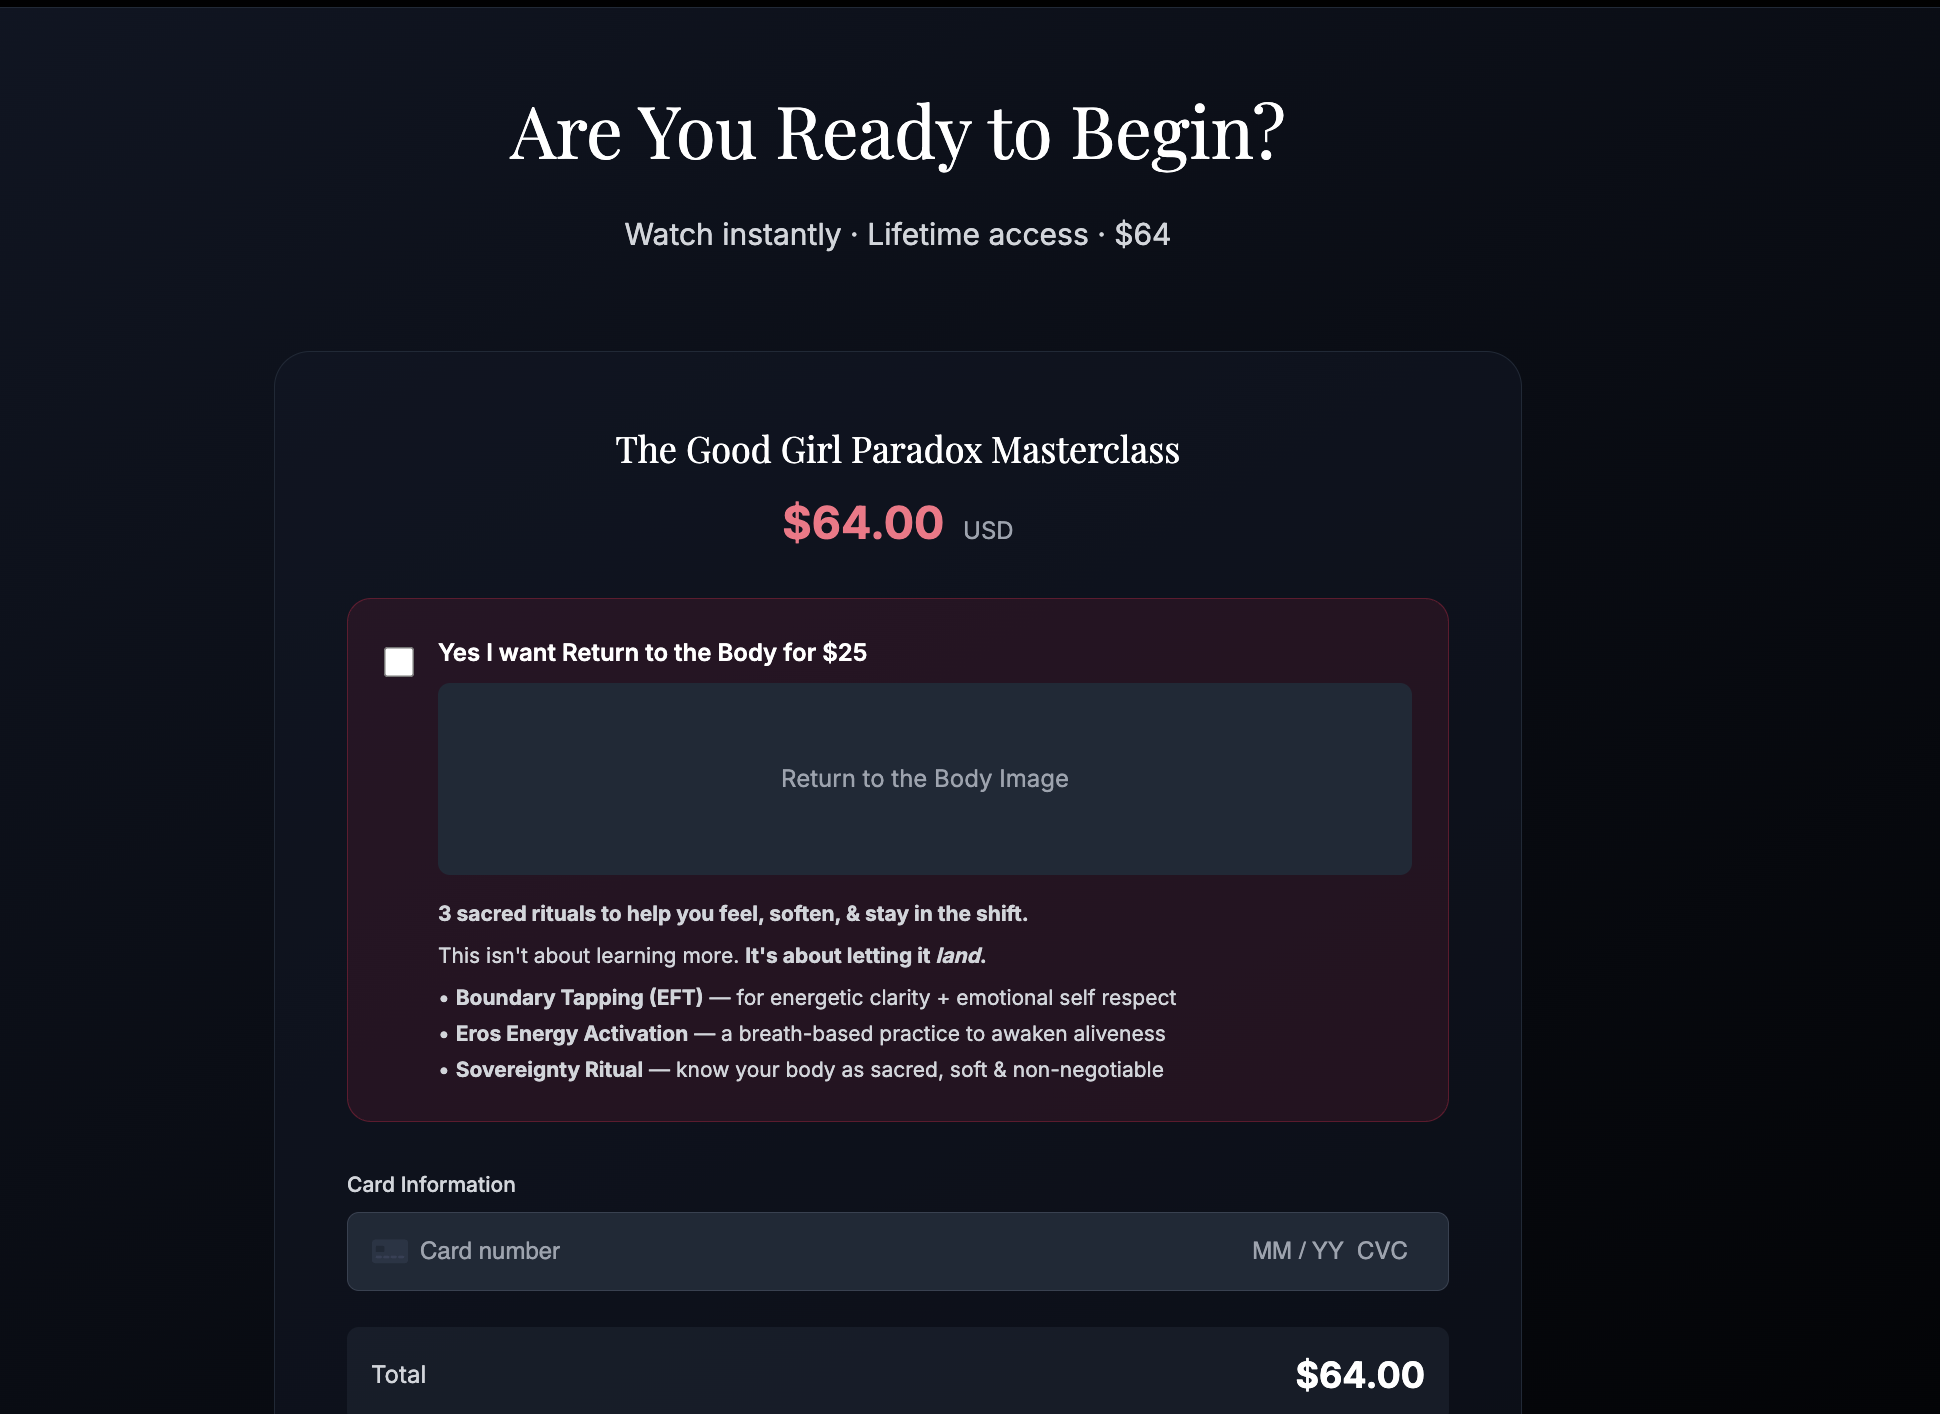 Are You Ready to Begin?
Watch instantly · Lifetime access · $64
The Good Girl Paradox Masterclass
$64.00 USD
Yes I want Return to the Body for $25
Return to the Body Image
3 sacred rituals to help you feel, soften, & stay in the shift.
This isn't about learning more. It's about letting it land.
• Boundary Tapping (EFT) — for energetic clarity + emotional self respect
• Eros Energy Activation — a breath-based practice to awaken aliveness
• Sovereignty Ritual — know your body as sacred, soft & non-negotiable
Card Information
Card number MM / YY CVC
Total $64.00